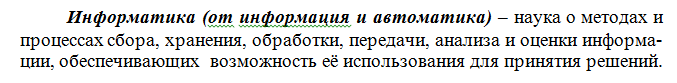 Информатика (от информация и автоматика) – наука о методах и
процессах сбора, хранения, обработки, передачи, анализа и оценки информа-
ции, обеспечивающих возможность её использования для принятия решений.